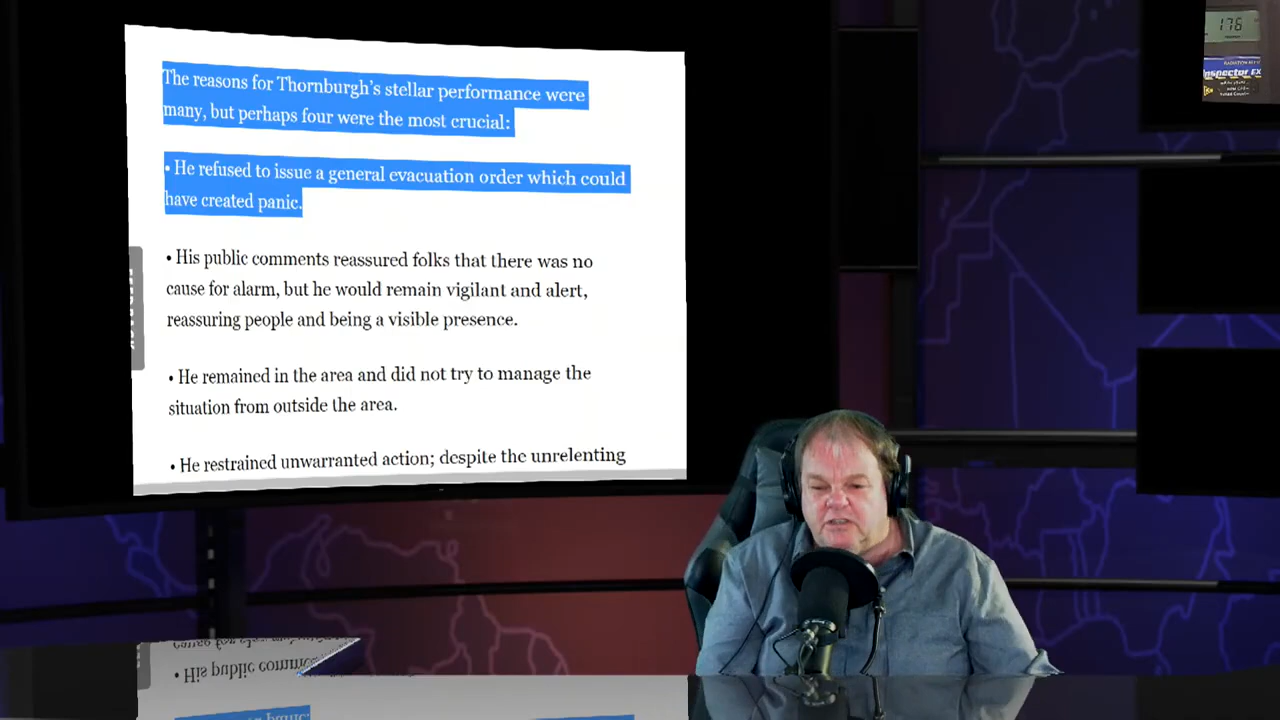 The reasons for Thornburgh's stellar performance were
many, but perhaps four were the most crucial:
• He refused to issue a general evacuation order which could
have created panic.
• His public comments reassured folks that there was no
cause for alarm, but he would remain vigilant and alert,
reassuring people and being a visible presence.
• He remained in the area and did not try to manage the
situation from outside the area.
• He restrained unwarranted action; despite the unrelenting
176
Inspector EX
• His public comme